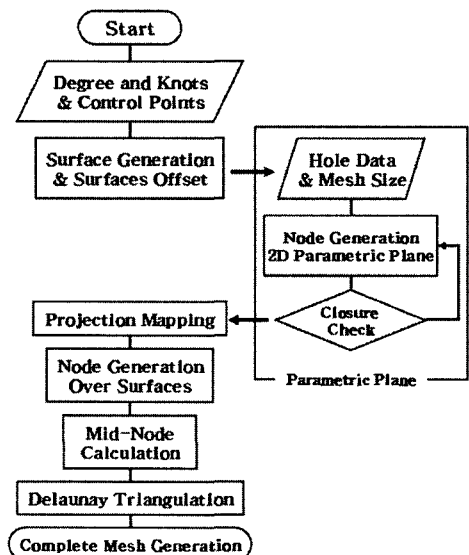 Start
Degree and Knots
& Control Points
Surface Generation
& Surfaces Offset
Hole Data
& Mesh Size
Node Generation
2D Parametric Plane
Closure
Check
Parametric Plane
Projection Mapping
Node Generation
Over Surfaces
Mid-Node
Calculation
Delaunay Triangulation
Complete Mesh Generation